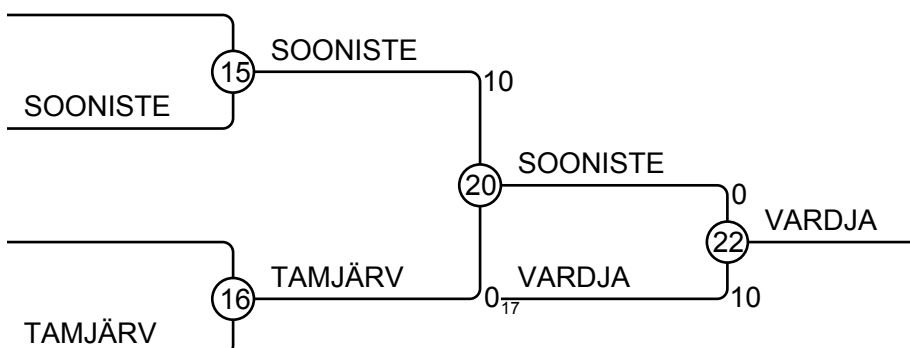 SOONISTE
15
10
SOONISTE
SOONISTE
20
0
VARDJA
22
TAMJÄRV
VARDJA
16
0
17
10
TAMJÄRV